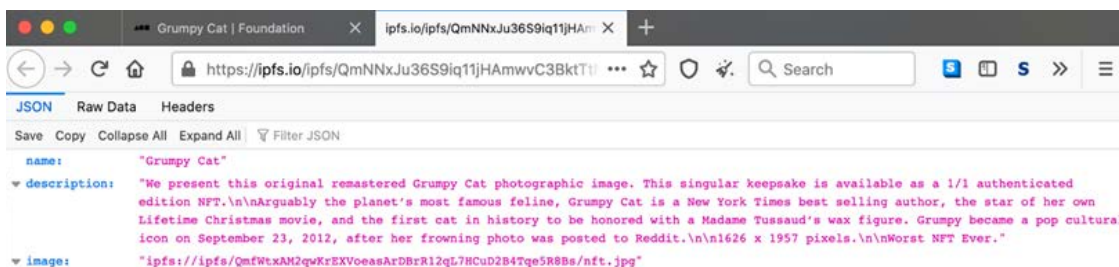 Grumpy Cat | Foundation
ipfs.io/ipfs/QmNNxJu36S9iq11jHAm
https://ipfs.io/ipfs/QmNNxJu36S9iq11jHAmwvC3BktTt
Search
S
JSON Raw Data Headers
Save Copy Collapse All Expand All Filter JSON
name: "Grumpy Cat"
description: "We present this original remastered Grumpy Cat photographic image. This singular keepsake is available as a 1/1 authenticated
edition NFT.\n\nArguably the planet's most famous feline, Grumpy Cat is a New York Times best selling author, the star of her own
Lifetime Christmas movie, and the first cat in history to be honored with a Madame Tussaud's wax figure. Grumpy became a pop cultura
icon on September 23, 2012, after her frowning photo was posted to Reddit.\n\n1626 x 1957 pixels.\n\nWorst NFT Ever."
image: "ipfs://ipfs/QmfWtxAM2qwKrEXVoeasArDBrR12qL7HCuD2B4Tqe5R8Bs/nft.jpg"